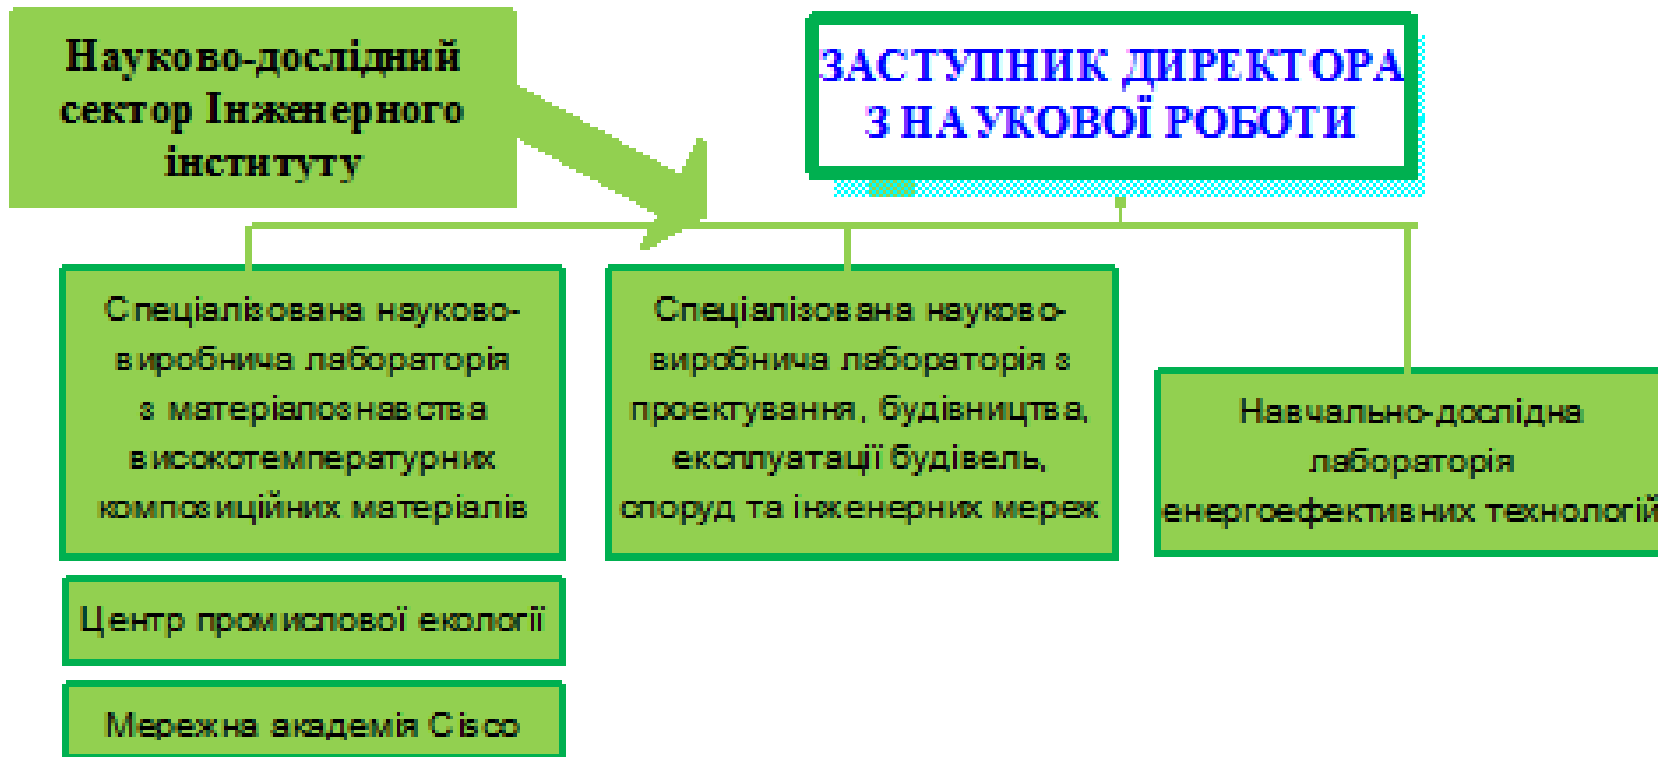 Науково-дослідний
сектор Інженерного
інституту
ЗАСТУПНИК ДИРЕКТОРА
З НАУКОВОЇ РОБОТИ
Спеціалізована науково-
виробнича лабораторія
з матеріалознавства
високотемпературних
композиційних матеріалів
Спеціалізована науково-
виробнича лабораторія з
проектування, будівництва,
експлуатації будівель,
споруд та інженерних мереж
Навчально-дослідна
лабораторія
енергоефективних технологій
Центр промислової екології
Мережна академія Cisco